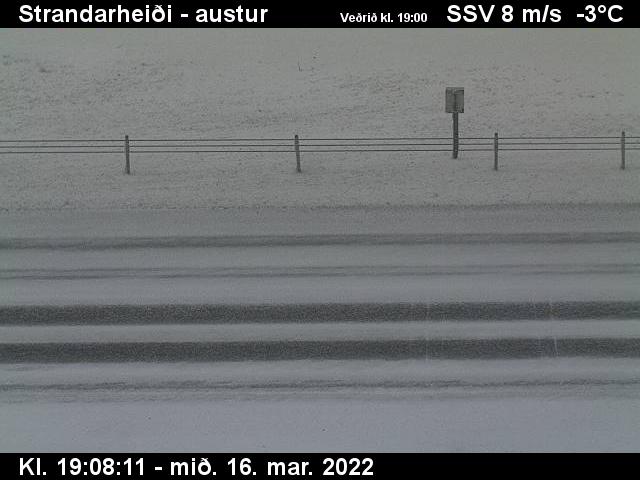 Strandarheiði - austur Veðrið kl. 19:00 SSV 8 m/s -3°C
Kl. 19:08:11 - mið. 16. mar. 2022